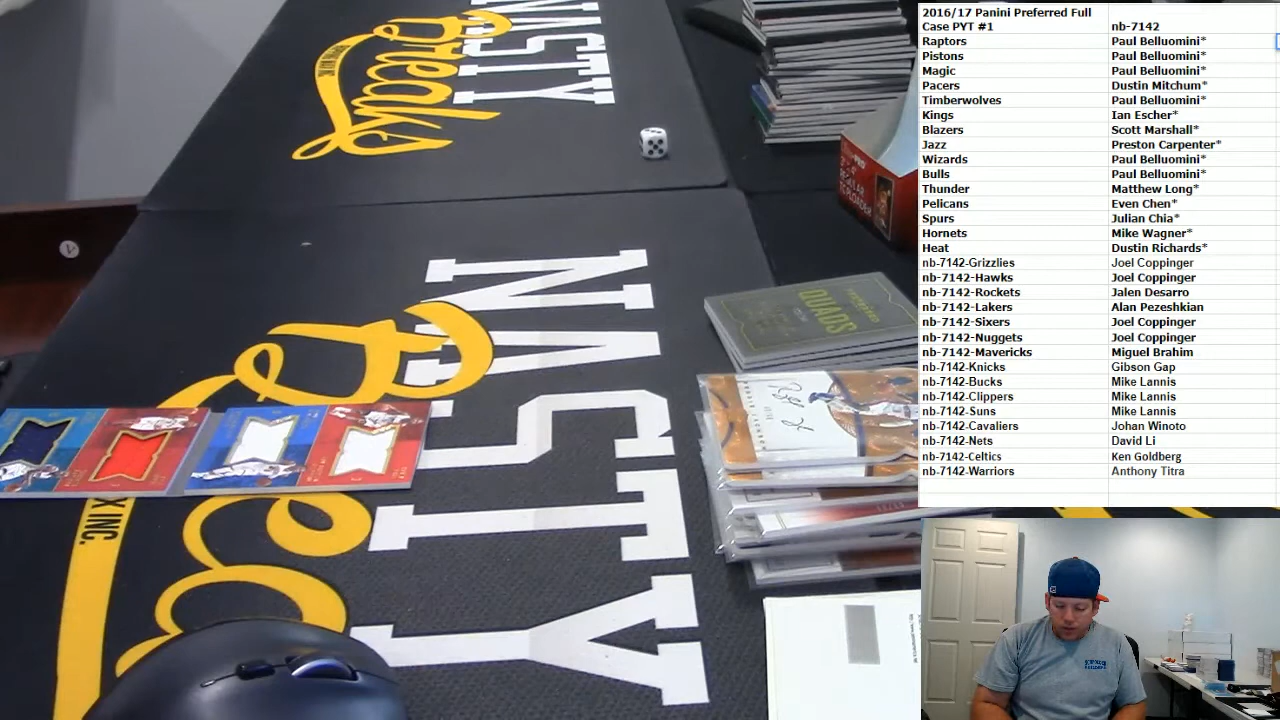 NASTY
Breaks
NASTY
Breaks
X INC.
QUADS
2016/17 Panini Preferred Full
Case PYT #1 nb-7142
Raptors Paul Belluomini*
Pistons Paul Belluomini*
Magic Paul Belluomini*
Pacers Dustin Mitchum*
Timberwolves Paul Belluomini*
Kings Ian Escher*
Blazers Scott Marshall*
Jazz Preston Carpenter*
Wizards Paul Belluomini*
Bulls Paul Belluomini*
Thunder Matthew Long*
Pelicans Even Chen*
Spurs Julian Chia*
Hornets Mike Wagner*
Heat Dustin Richards*
nb-7142-Grizzlies Joel Coppinger
nb-7142-Hawks Joel Coppinger
nb-7142-Rockets Jalen Desarro
nb-7142-Lakers Alan Pezeshkian
nb-7142-Sixers Joel Coppinger
nb-7142-Nuggets Joel Coppinger
nb-7142-Mavericks Miguel Brahim
nb-7142-Knicks Gibson Gap
nb-7142-Bucks Mike Lannis
nb-7142-Clippers Mike Lannis
nb-7142-Suns Mike Lannis
nb-7142-Cavaliers Johan Winoto
nb-7142-Nets David Li
nb-7142-Celtics Ken Goldberg
nb-7142-Warriors Anthony Titra